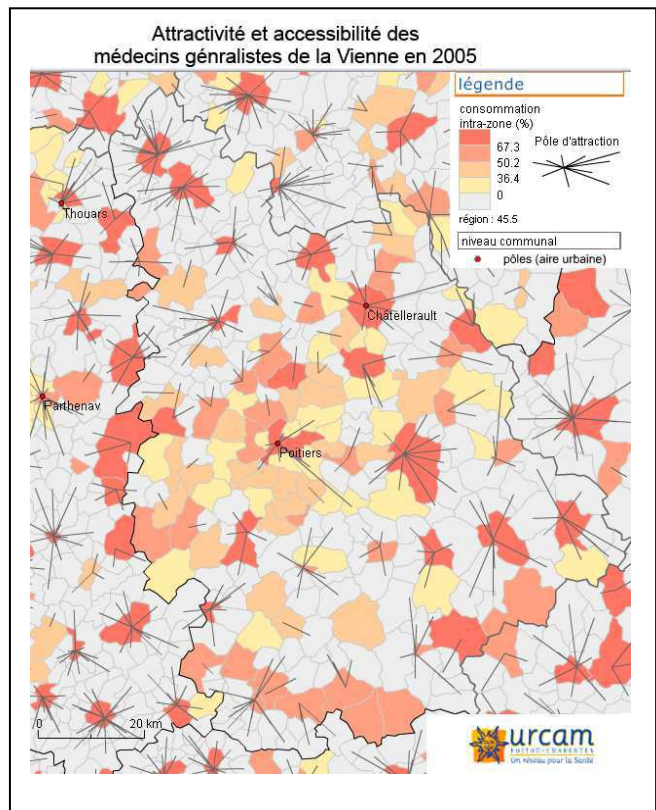 Attractivité et accessibilité des
médecins génralistes de la Vienne en 2005
légende
consommation
intra-zone (%)
67.3
50.2
36.4
0
Pôle d'attraction
région : 45.5
niveau communal
pôles (aire urbaine)
Thouars
Châtellerault
Parthenav
Poitiers
0 20 km
urcam
POITOU-CHARENTES
Un réseau pour la Santé